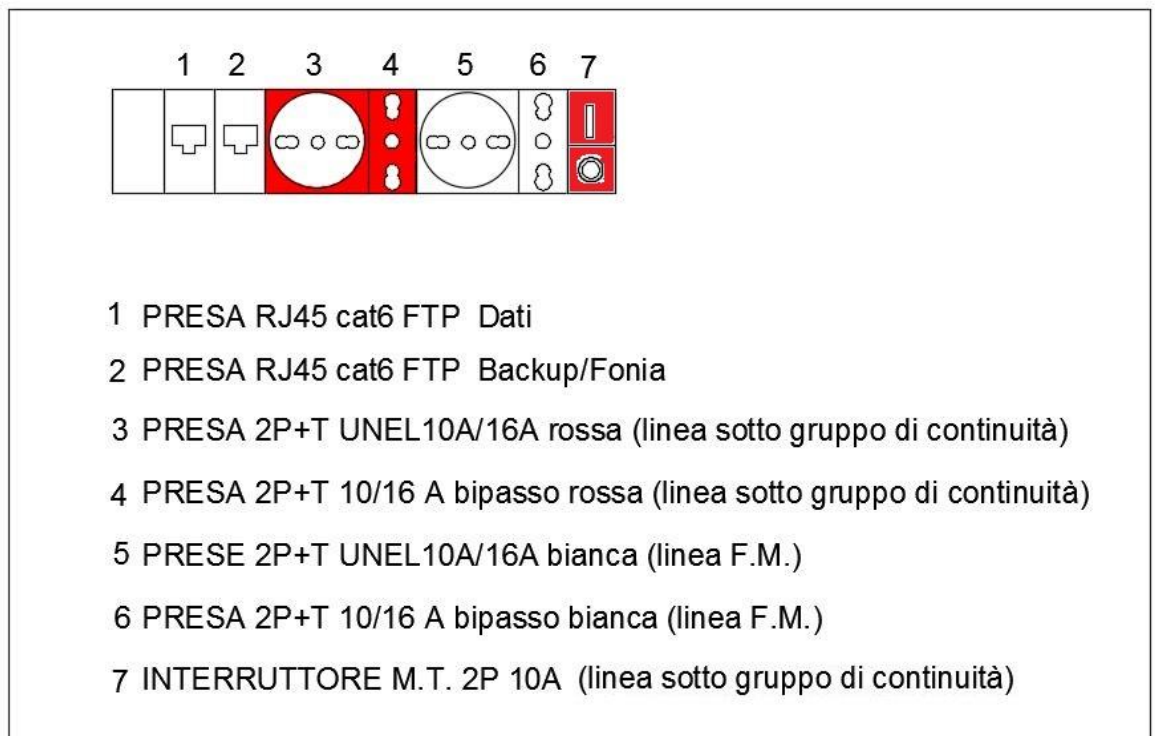 1 2 3 4 5 6 7
1 PRESA RJ45 cat6 FTP Dati
2 PRESA RJ45 cat6 FTP Backup/Fonia
3 PRESA 2P+T UNEL10A/16A rossa (linea sotto gruppo di continuità)
4 PRESA 2P+T 10/16 A bipasso rossa (linea sotto gruppo di continuità)
5 PRESE 2P+T UNEL10A/16A bianca (linea F.M.)
6 PRESA 2P+T 10/16 A bipasso bianca (linea F.M.)
7 INTERRUTTORE M.T. 2P 10A (linea sotto gruppo di continuità)